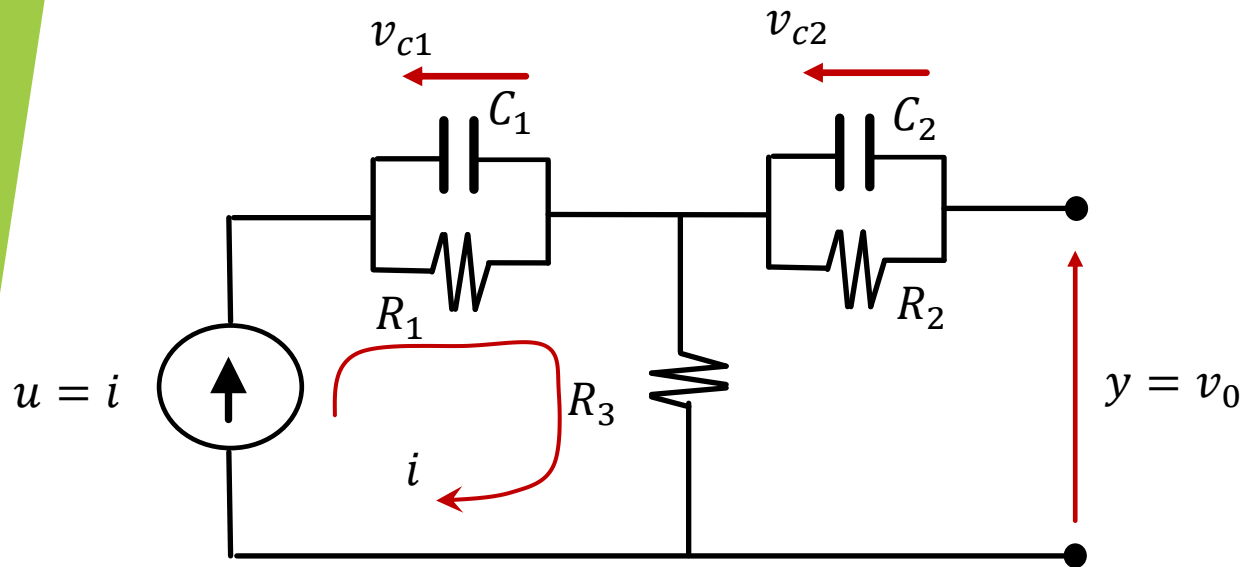 v_{c1}
v_{c2}
C_1
C_2
R_1
R_2
u = i
R_3
y = v_0
i